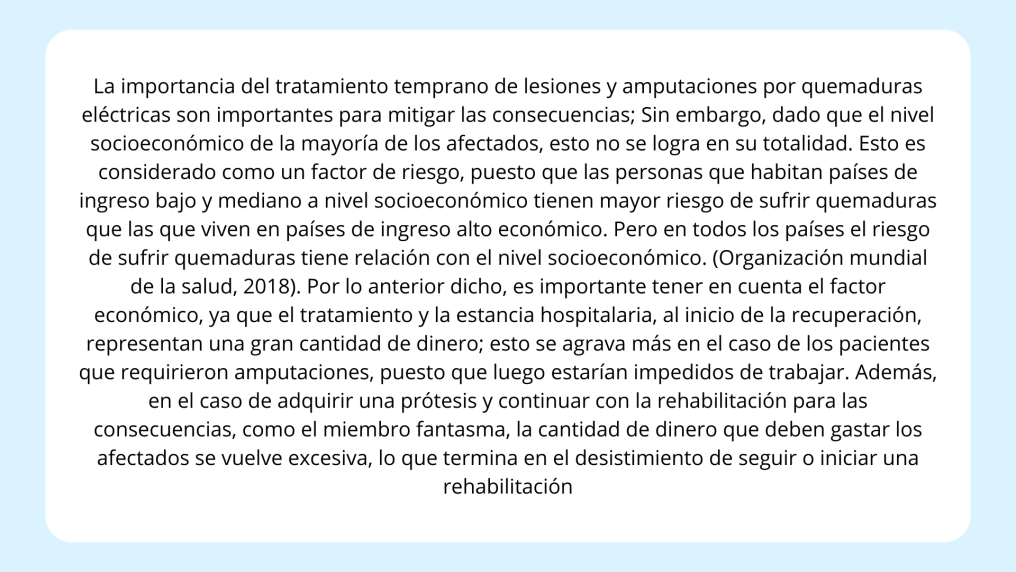 La importancia del tratamiento temprano de lesiones y amputaciones por quemaduras
eléctricas son importantes para mitigar las consecuencias; Sin embargo, dado que el nivel
socioeconómico de la mayoría de los afectados, esto no se logra en su totalidad. Esto es
considerado como un factor de riesgo, puesto que las personas que habitan países de
ingreso bajo y mediano a nivel socioeconómico tienen mayor riesgo de sufrir quemaduras
que las que viven en países de ingreso alto económico. Pero en todos los países el riesgo
de sufrir quemaduras tiene relación con el nivel socioeconómico. (Organización mundial
de la salud, 2018). Por lo anterior dicho, es importante tener en cuenta el factor
económico, ya que el tratamiento y la estancia hospitalaria, al inicio de la recuperación,
representan una gran cantidad de dinero; esto se agrava más en el caso de los pacientes
que requirieron amputaciones, puesto que luego estarían impedidos de trabajar. Además,
en el caso de adquirir una prótesis y continuar con la rehabilitación para las
consecuencias, como el miembro fantasma, la cantidad de dinero que deben gastar los
afectados se vuelve excesiva, lo que termina en el desistimiento de seguir o iniciar una
rehabilitación